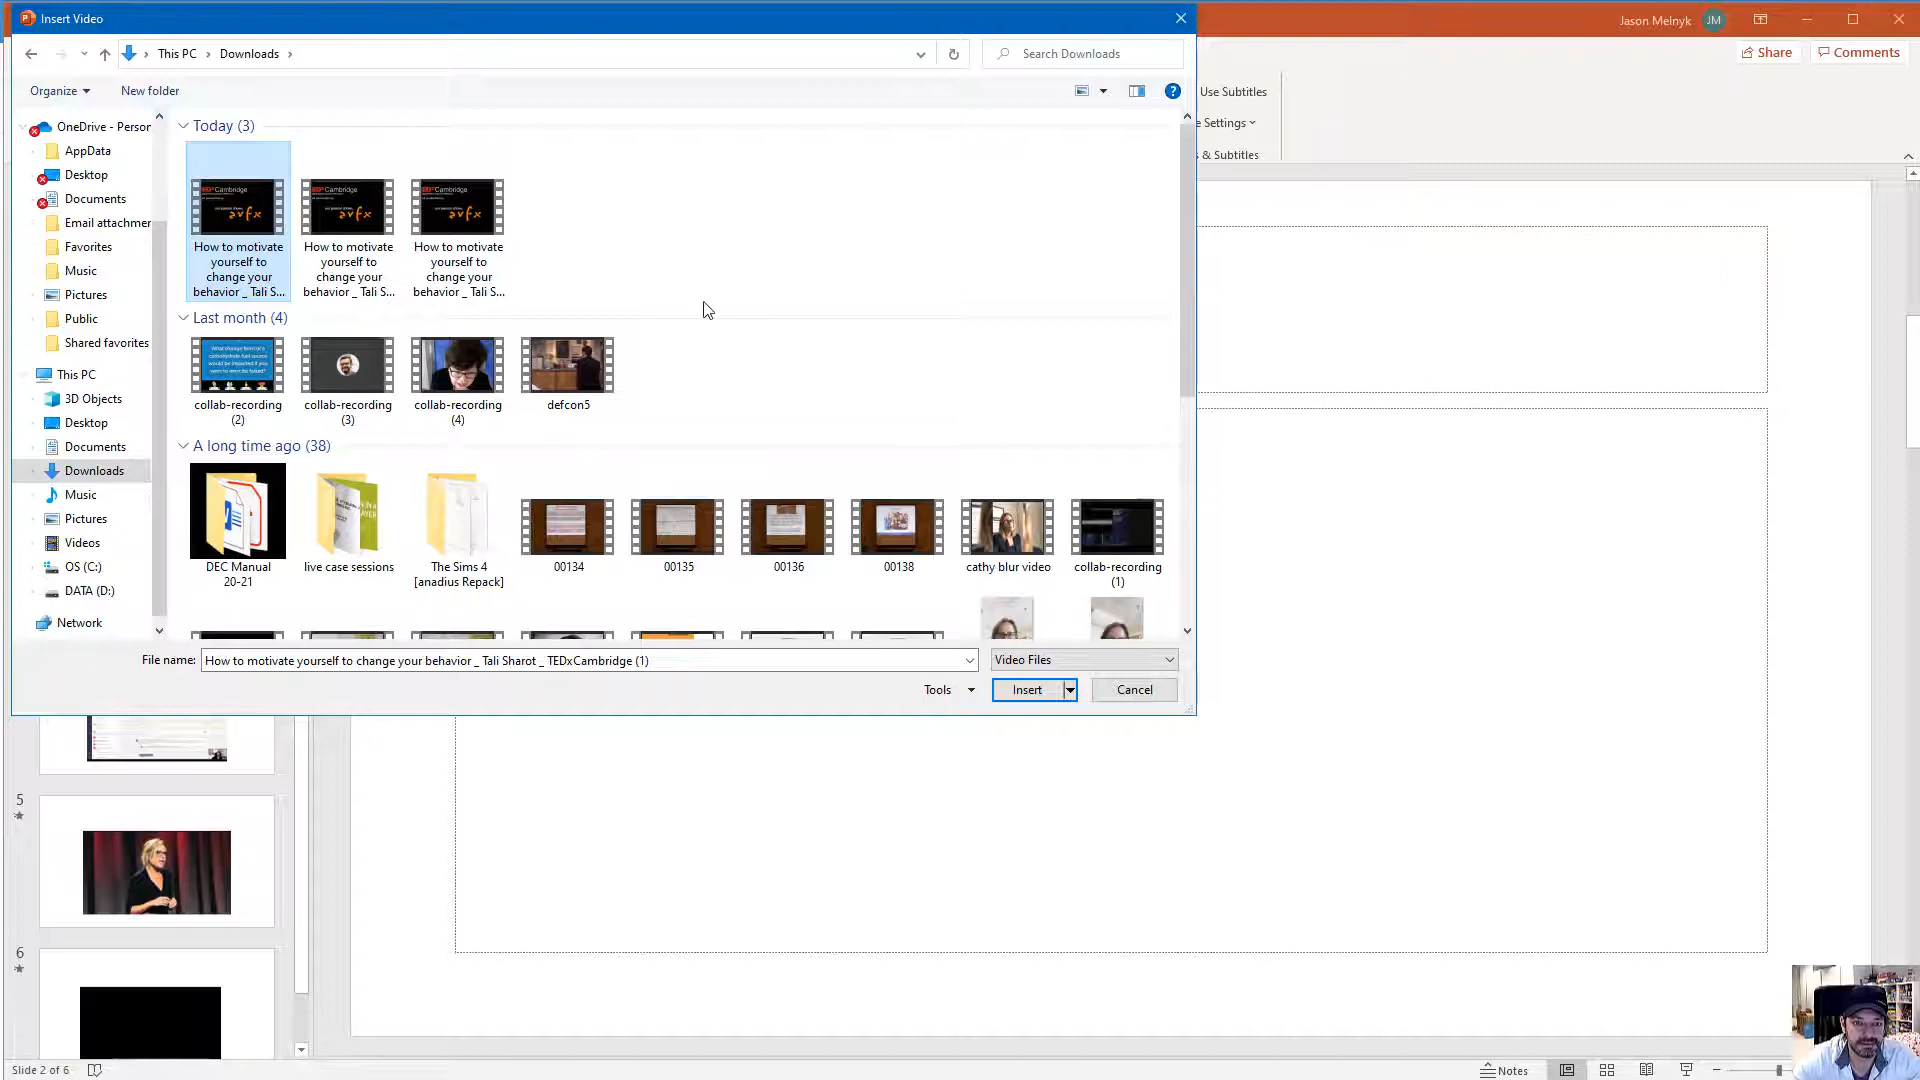 Insert Video
Jason Melnyk JM
This PC Downloads
Search Downloads
Share Comments
Organize New folder
Use Subtitles
Settings
& Subtitles
OneDrive - Person
AppData
Desktop
Documents
Email attachmer
Favorites
Music
Pictures
Public
Shared favorites
This PC
3D Objects
Desktop
Documents
Downloads
Music
Pictures
Videos
OS (C:)
DATA (D:)
Network
Today (3)
How to motivate yourself to change your behavior _ Tali S...
How to motivate yourself to change your behavior _ Tali S...
How to motivate yourself to change your behavior _ Tali S...
Last month (4)
collab-recording (2)
collab-recording (3)
collab-recording (4)
defcon5
A long time ago (38)
DEC Manual 20-21
live case sessions
The Sims 4 [anadius Repack]
00134
00135
00136
00138
cathy blur video
collab-recording (1)
File name: How to motivate yourself to change your behavior _ Tali Sharot _ TEDxCambridge (1)
Video Files
Tools Insert Cancel
5
6
Slide 2 of 6
Notes